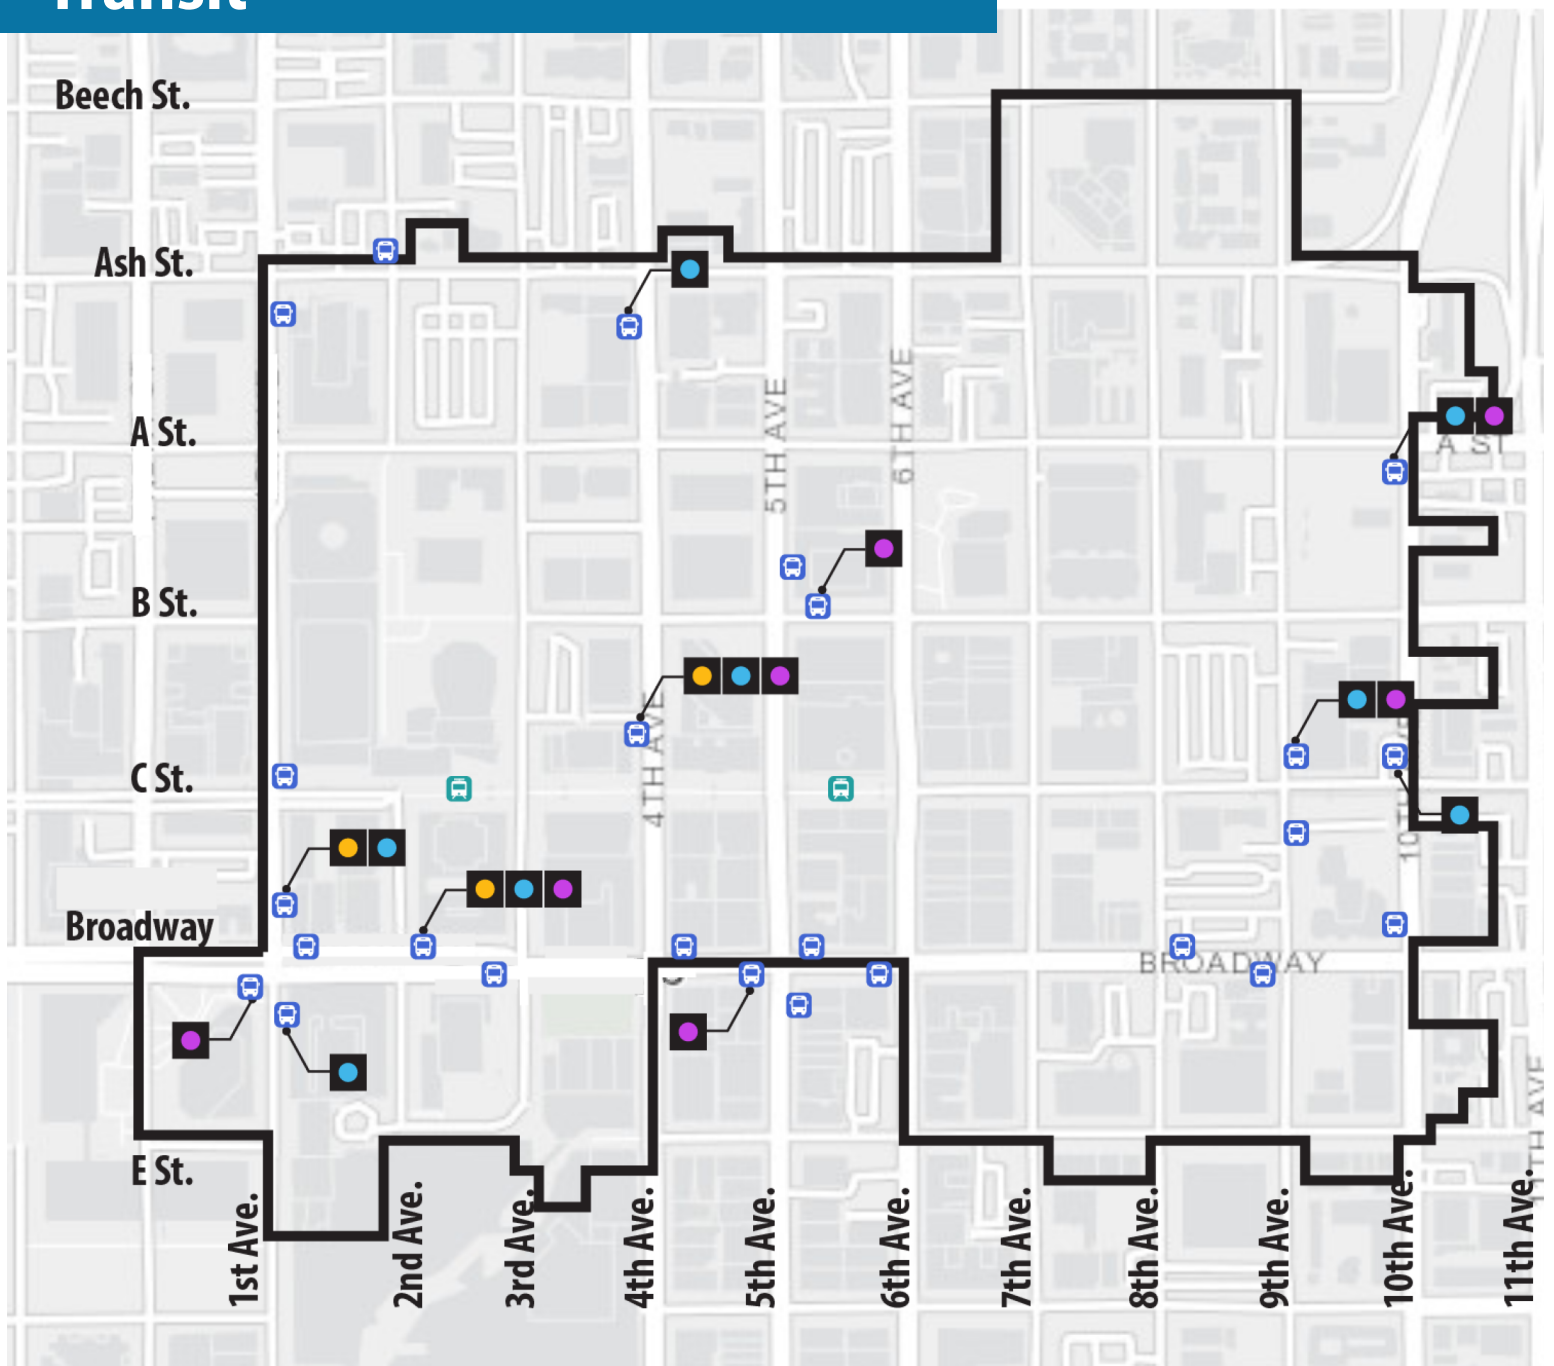 Transit
Beech St.
Ash St.
A St.
B St.
C St.
Broadway
E St.
5TH AVE
6TH AVE
A ST
4TH AVE
BROADWAY
1st Ave.
2nd Ave.
3rd Ave.
4th Ave.
5th Ave.
6th Ave.
7th Ave.
8th Ave.
9th Ave.
10th Ave.
11th Ave.